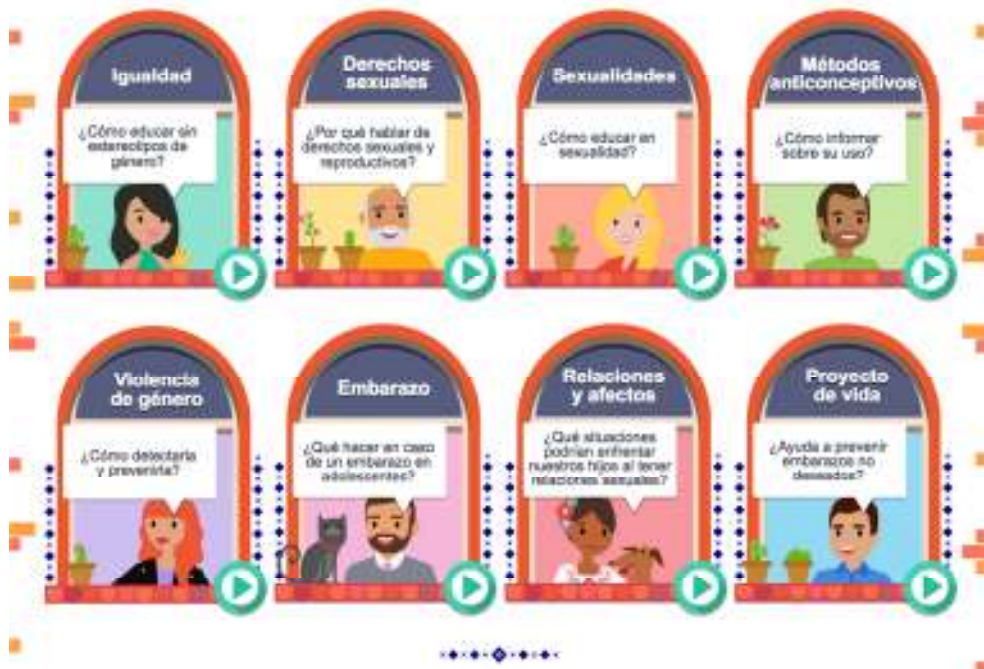 Igualdad
¿Cómo educar sin
estereotipos de
género?
Derechos
sexuales
¿Por qué hablar de
derechos sexuales y
reproductivos?
Sexualidades
¿Cómo educar en
sexualidad?
Métodos
anticonceptivos
¿Cómo informar
sobre su uso?
Violencia
de género
¿Cómo detectarla
y prevenirla?
Embarazo
¿Qué hacer en caso
de un embarazo en
adolescentes?
Relaciones
y afectos
¿Qué situaciones
podrían enfrentar
nuestros hijos al tener
relaciones sexuales?
Proyecto
de vida
¿Ayuda a prevenir
embarazos no
deseados?